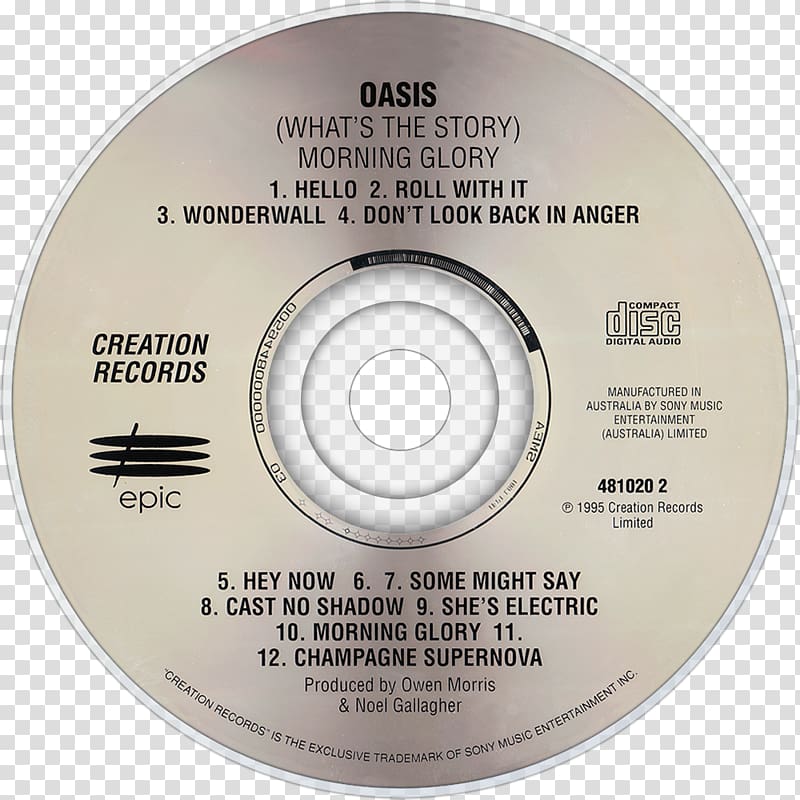 OASIS
(WHAT'S THE STORY)
MORNING GLORY
1. HELLO 2. ROLL WITH IT
3. WONDERWALL 4. DON'T LOOK BACK IN ANGER
COMPACT
disc
DIGITAL AUDIO
CREATION
RECORDS
epic
MANUFACTURED IN
AUSTRALIA BY SONY MUSIC
ENTERTAINMENT
(AUSTRALIA) LIMITED
481020 2
℗ 1995 Creation Records
Limited
5. HEY NOW 6. 7. SOME MIGHT SAY
8. CAST NO SHADOW 9. SHE'S ELECTRIC
10. MORNING GLORY 11.
12. CHAMPAGNE SUPERNOVA
Produced by Owen Morris
& Noel Gallagher
"CREATION RECORDS" IS THE EXCLUSIVE TRADEMARK OF SONY MUSIC ENTERTAINMENT INC.